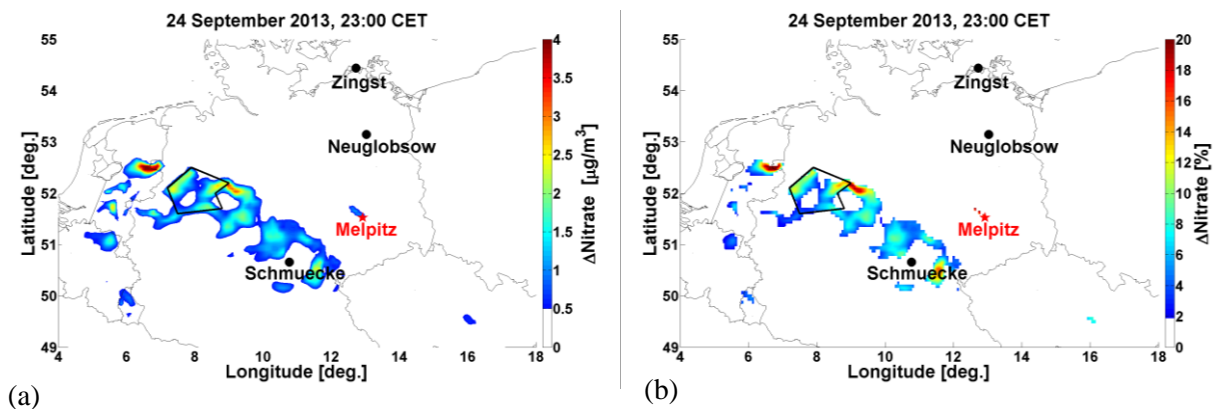 24 September 2013, 23:00 CET
55
54
53
52
51
50
49
Latitude [deg.]
4 6 8 10 12 14 16 18
Longitude [deg.]
Zingst
Neuglobsow
Melpitz
Schmuecke
4
3.5
3
2.5
2
1.5
1
0.5
0
ΔNitrate [µg/m³]
(a)
24 September 2013, 23:00 CET
55
54
53
52
51
50
49
Latitude [deg.]
4 6 8 10 12 14 16 18
Longitude [deg.]
Zingst
Neuglobsow
Melpitz
Schmuecke
20
18
16
14
12
10
8
6
4
2
0
ΔNitrate [%]
(b)